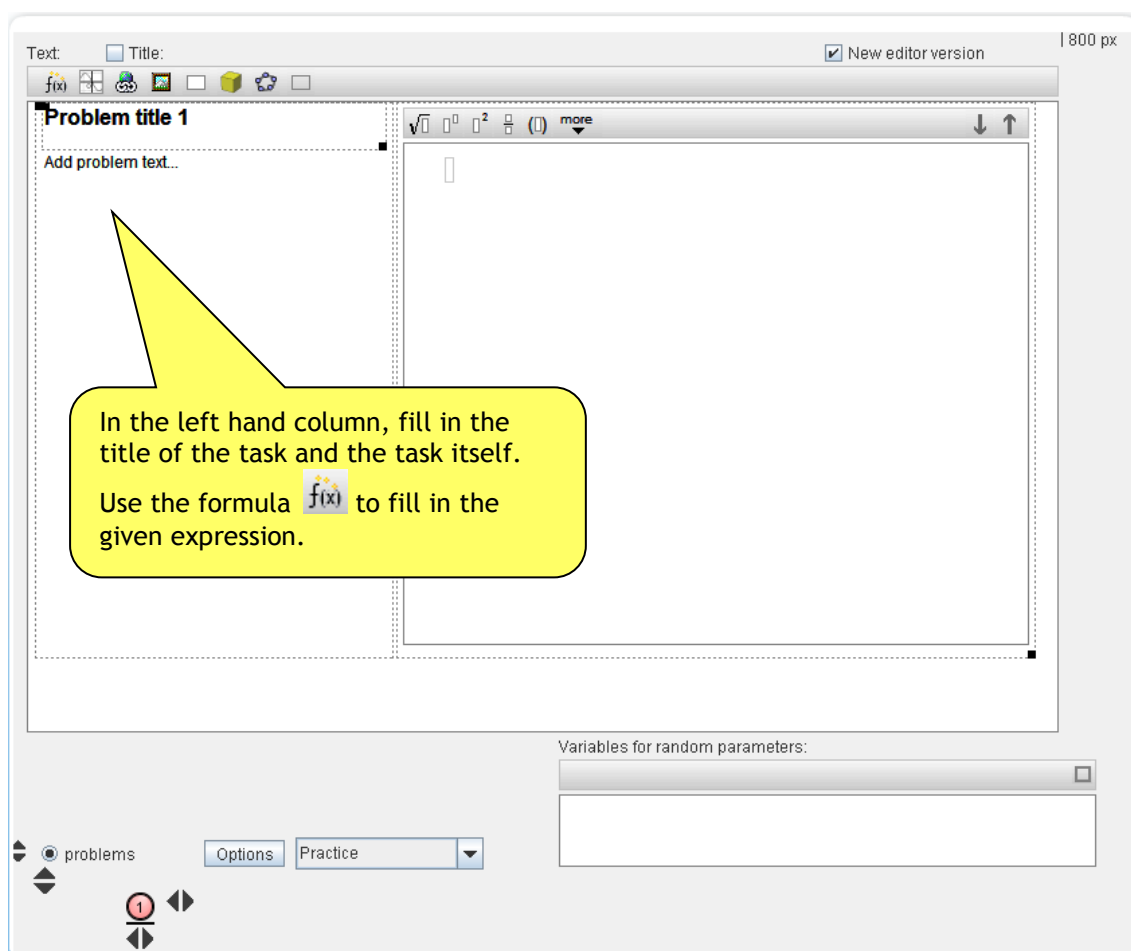 | 800 px
Text: Title: New editor version
f(x)
Problem title 1
more
Add problem text...
In the left hand column, fill in the
title of the task and the task itself.
Use the formula f(x) to fill in the
given expression.
Variables for random parameters:
problems Options Practice
1